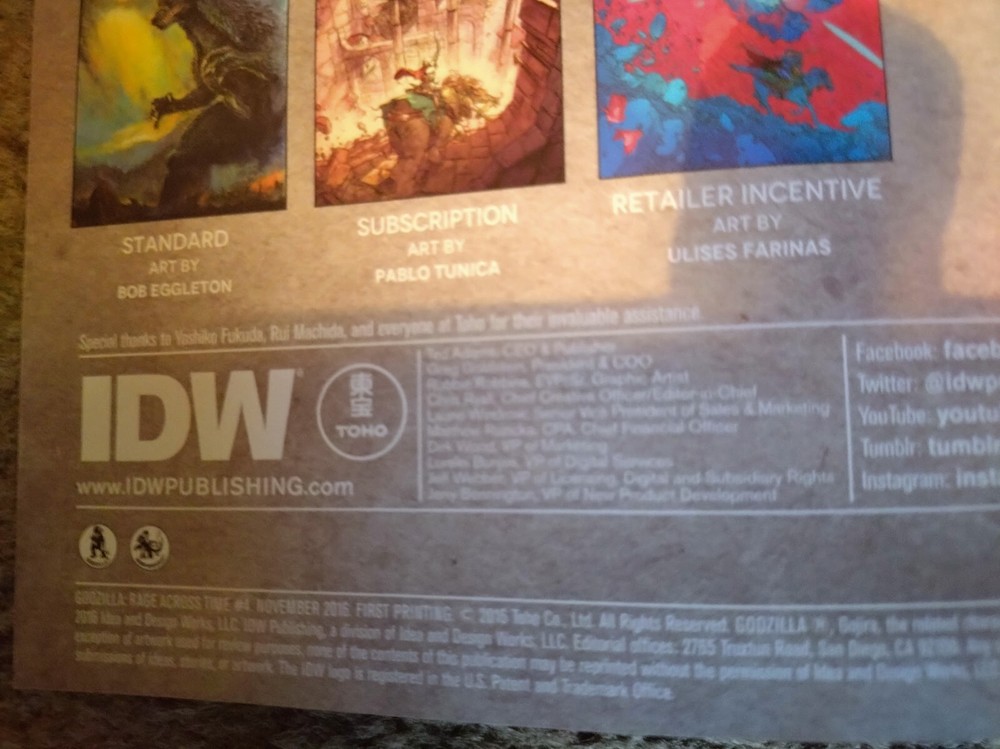 STANDARD
ART BY
BOB EGGLETON
SUBSCRIPTION
ART BY
PABLO TUNICA
RETAILER INCENTIVE
ART BY
ULISES FARINAS
Special thanks to Yoshiko Fukuda, Rui Machida, and everyone at Toho for their invaluable assistance
IDW
東宝
TOHO
www.IDWPUBLISHING.com
Ted Adams, CEO & Publisher
Greg Goldstein, President & COO
Robbie Robbins, EVP/Sr. Graphic Artist
Chris Ryall, Chief Creative Officer/Editor-in-Chief
Laurie Windrow, Senior Vice President of Sales & Marketing
Matthew Ruzicka, CPA, Chief Financial Officer
Dirk Wood, VP of Marketing
Lorelei Bunjes, VP of Digital Services
Jeff Webber, VP of Licensing, Digital and Subsidiary Rights
Jerry Bennington, VP of New Product Development
Facebook: faceb
Twitter: @idwp
YouTube: youtu
Tumblr: tumbl
Instagram: inst
GODZILLA: RAGE ACROSS TIME #4. NOVEMBER 2016. FIRST PRINTING. © 2016 Toho Co., Ltd. All Rights Reserved. GODZILLA ®, Gojira, the related
2016 Idea and Design Works, LLC. IDW Publishing, a division of Idea and Design Works, LLC. Editorial offices: 2765 Truxtun Road, San Diego, CA 92106.
exception of artwork used for review purposes, none of the contents of this publication may be reprinted without the permission of Idea and Design Works,
submissions of ideas, stories, or artwork. The IDW logo is registered in the U.S. Patent and Trademark Office.